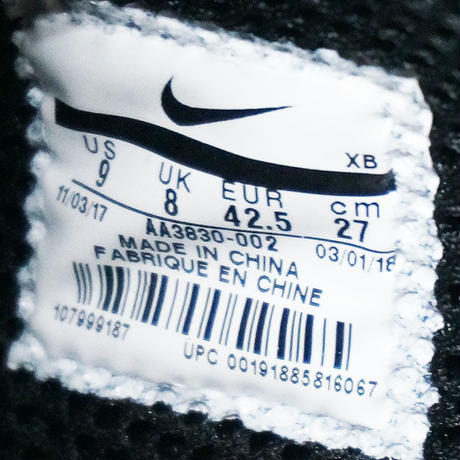 XB
US UK EUR cm
9 8 42.5 27
11/03/17 AA3830-002 03/01/18
MADE IN CHINA
FABRIQUE EN CHINE
107999187
UPC 00191885816067